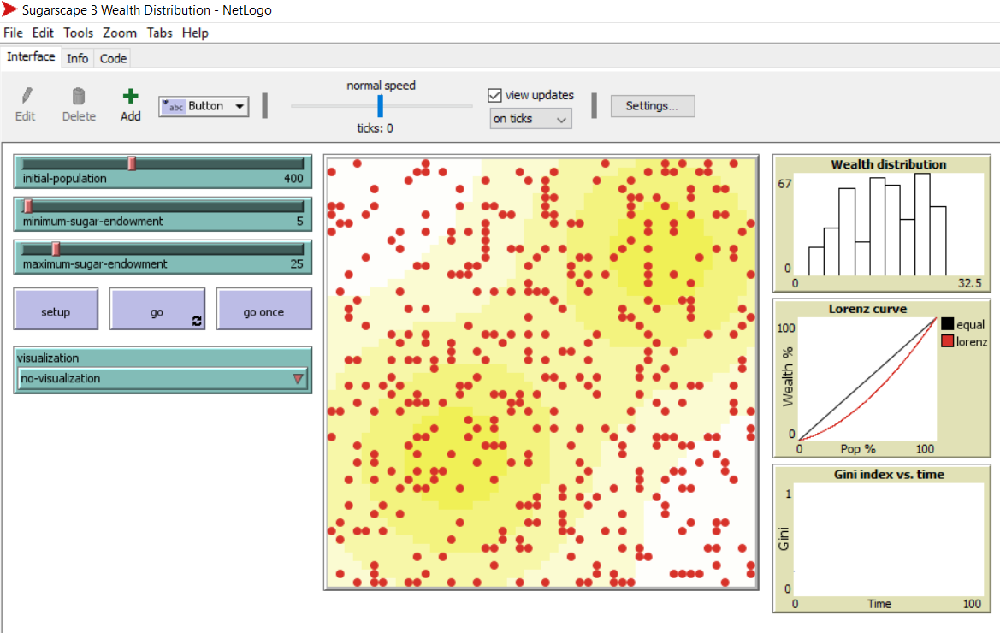 Sugarscape 3 Wealth Distribution - NetLogo
File Edit Tools Zoom Tabs Help
Interface Info Code
Edit Delete Add abc Button
normal speed
ticks: 0
view updates
on ticks
Settings...
initial-population 400
minimum-sugar-endowment 5
maximum-sugar-endowment 25
setup go go once
visualization
no-visualization
Wealth distribution
67
0
0 32.5
Lorenz curve
100
Wealth %
0
0 Pop % 100
equal
lorenz
Gini index vs. time
1
Gini
0
0 Time 100